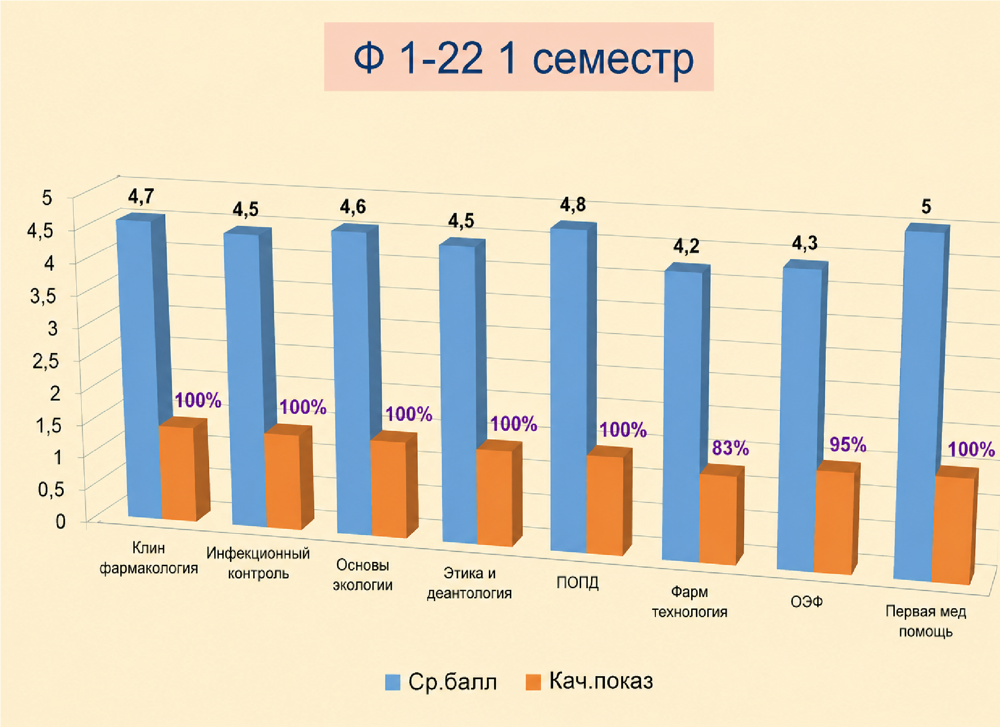 Ф 1-22 1 семестр
5
4,5
4
3,5
3
2,5
2
1,5
1
0,5
0
4,7
4,5
4,6
4,5
4,8
4,2
4,3
5
100%
100%
100%
100%
100%
83%
95%
100%
Клин
фармакология
Инфекционный
контроль
Основы
экологии
Этика и
деантология
ПОПД
Фарм
технология
ОЭФ
Первая мед
помощь
Ср.балл
Кач.показ